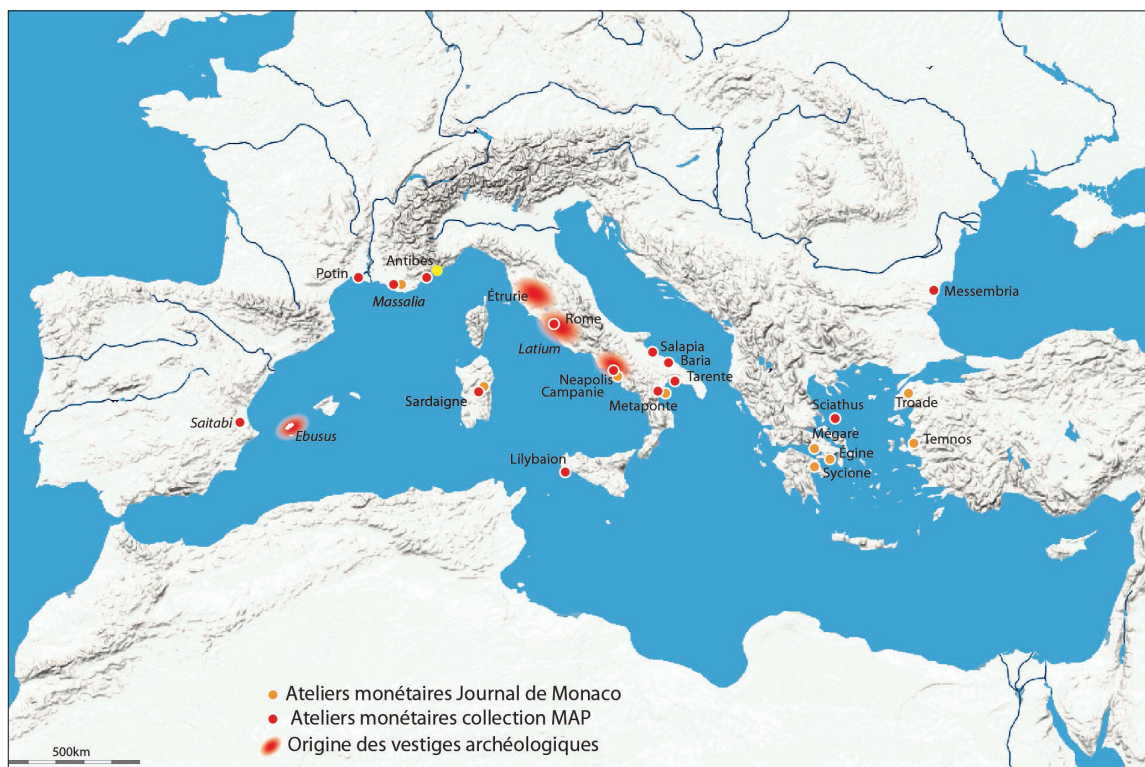 Antibes
Potin
Massalia
Étrurie
Rome
Latium
Messembria
Salapia
Baria
Tarente
Neapolis
Campanie
Metaponte
Sardaigne
Saitabi
Ebusus
Lilybaion
Sciathus
Troade
Mégare
Temnos
Égine
Sycione
Ateliers monétaires Journal de Monaco
Ateliers monétaires collection MAP
Origine des vestiges archéologiques
500km